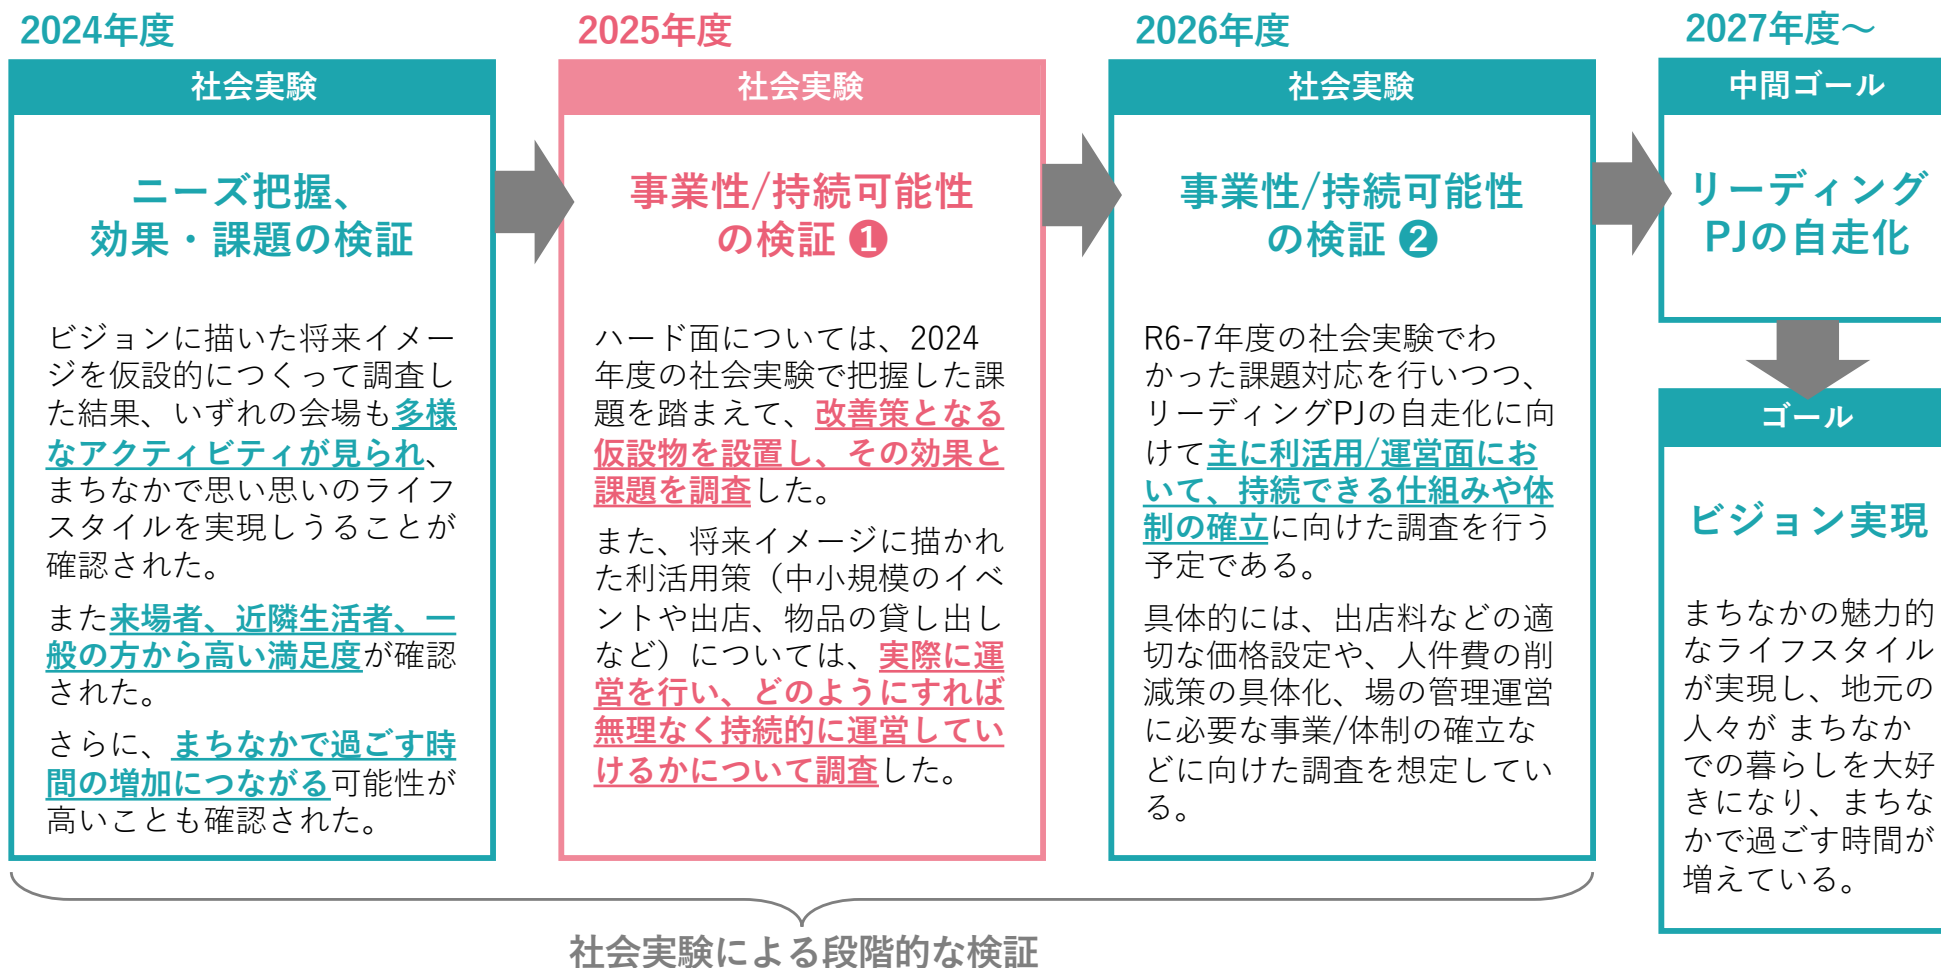 2024年度
社会実験
ニーズ把握、
効果・課題の検証
ビジョンに描いた将来イメー
ジを仮設的につくって調査し
た結果、いずれの会場も多様
なアクティビティが見られ、
まちなかで思い思いのライフ
スタイルを実現しうることが
確認された。
また来場者、近隣生活者、一
般の方から高い満足度が確認
された。
さらに、まちなかで過ごす時
間の増加につながる可能性が
高いことも確認された。
2025年度
社会実験
事業性/持続可能性
の検証 ❶
ハード面については、2024
年度の社会実験で把握した課
題を踏まえて、改善策となる
仮設物を設置し、その効果と
課題を調査した。
また、将来イメージに描かれ
た利活用策（中小規模のイベ
ントや出店、物品の貸し出し
など）については、実際に運
営を行い、どのようにすれば
無理なく持続的に運営してい
けるかについて調査した。
2026年度
社会実験
事業性/持続可能性
の検証 ❷
R6-7年度の社会実験でわ
かった課題対応を行いつつ、
リーディングPJの自走化に向
けて主に利活用/運営面にお
いて、持続できる仕組みや体
制の確立に向けた調査を行う
予定である。
具体的には、出店料などの適
切な価格設定や、人件費の削
減策の具体化、場の管理運営
に必要な事業/体制の確立な
どに向けた調査を想定してい
る。
2027年度～
中間ゴール
リーディング
PJの自走化
ゴール
ビジョン実現
まちなかの魅力的
なライフスタイル
が実現し、地元の
人々が まちなか
での暮らしを大好
きになり、まちな
かで過ごす時間が
増えている。
社会実験による段階的な検証